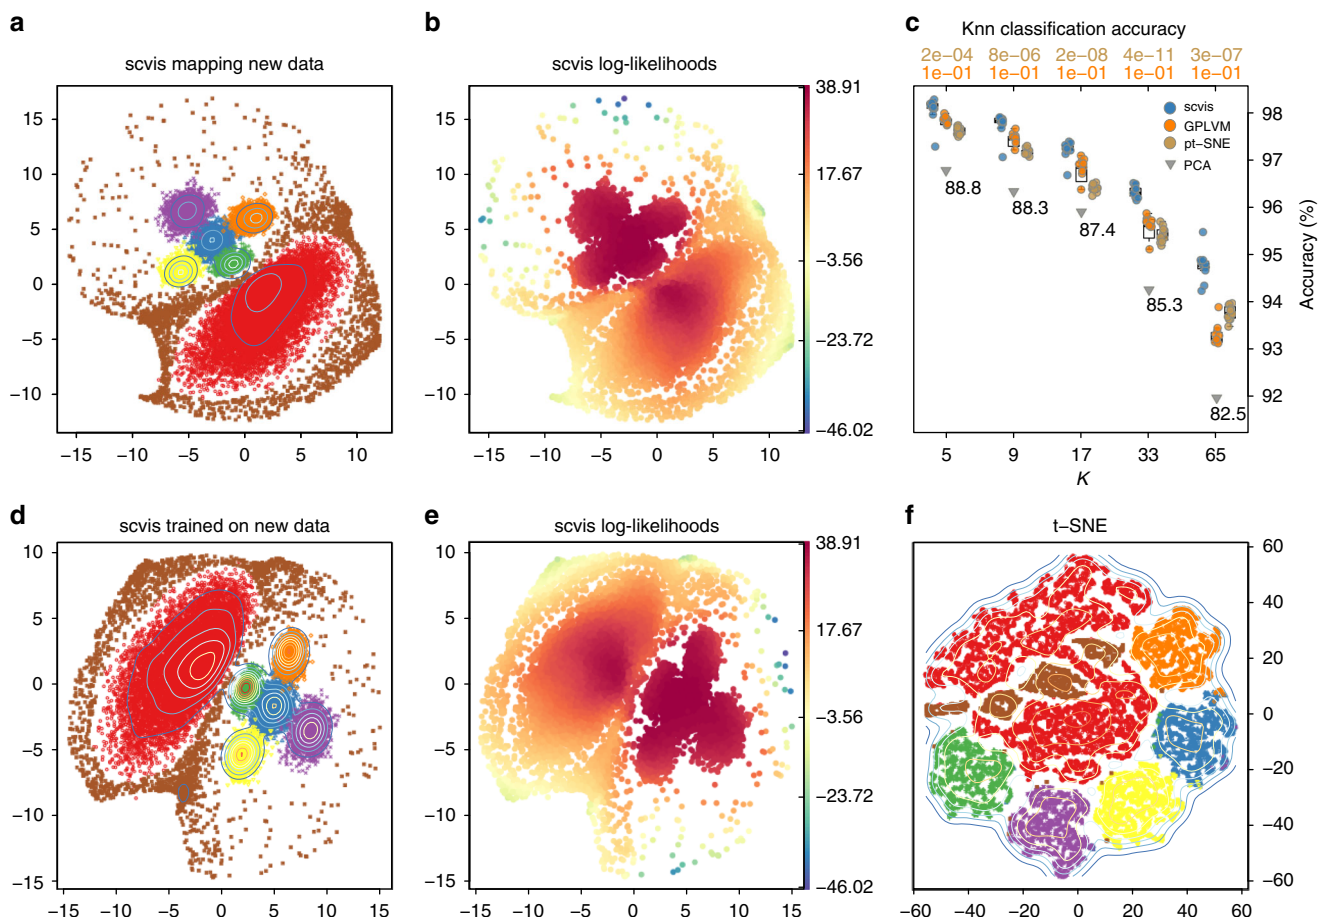 a
scvis mapping new data
15
10
5
0
−5
−10
−15 −10 −5 0 5 10
b
scvis log−likelihoods
38.91
17.67
−3.56
−23.72
−46.02
15
10
5
0
−5
−10
−15 −10 −5 0 5 10
c
Knn classification accuracy
2e−04 8e−06 2e−08 4e−11 3e−07
1e−01 1e−01 1e−01 1e−01 1e−01
scvis
GPLVM
pt−SNE
PCA
88.8
88.3
87.4
85.3
82.5
98
97
96
95
94
93
92
Accuracy (%)
5 9 17 33 65
K
d
scvis trained on new data
10
5
0
−5
−10
−15
−15 −10 −5 0 5 10 15
e
scvis log−likelihoods
38.91
17.67
−3.56
−23.72
−46.02
10
5
0
−5
−10
−15
−15 −10 −5 0 5 10 15
f
t−SNE
60
40
20
0
−20
−40
−60
−60 −40 −20 0 20 40 60